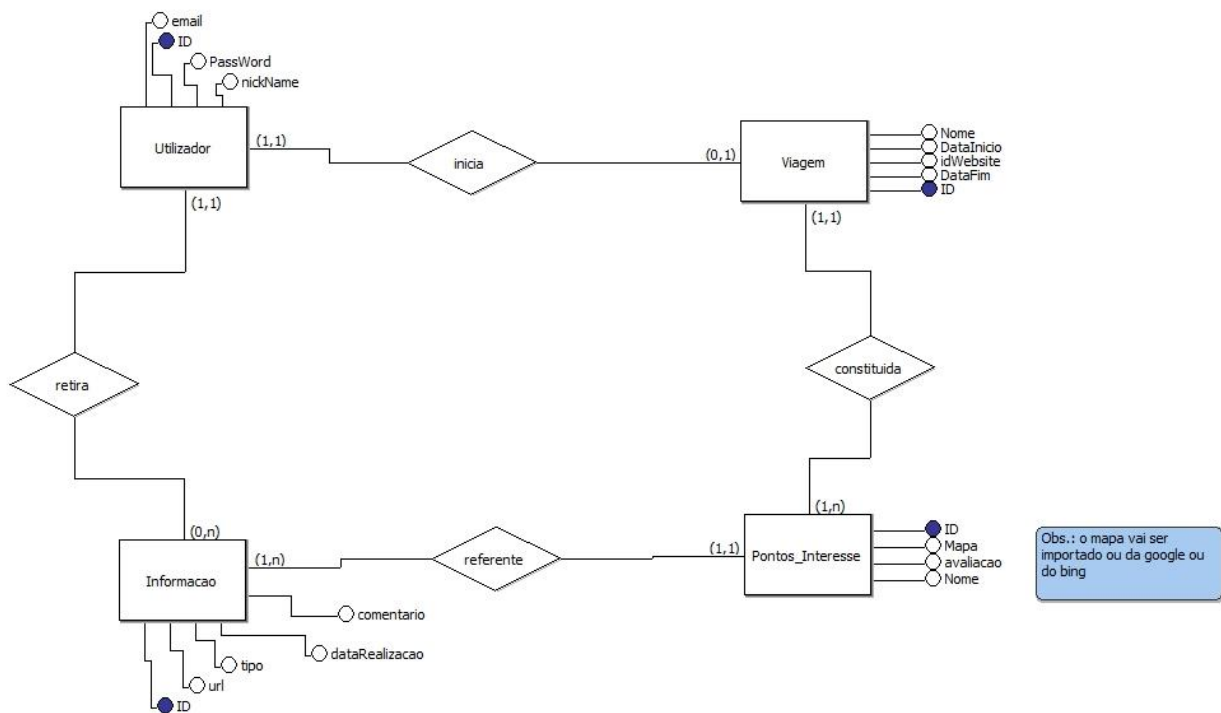 email
ID
PassWord
nickName
Utilizador
(1,1)
inicia
(0,1)
Viagem
Nome
DataInicio
idWebsite
DataFim
ID
(1,1)
(1,1)
retira
constituida
(0,n)
(1,n)
Informacao
(1,n)
referente
(1,1)
Pontos_Interesse
ID
Mapa
avaliacao
Nome
Obs.: o mapa vai ser
importado ou da google ou
do bing
comentario
dataRealizacao
tipo
url
ID